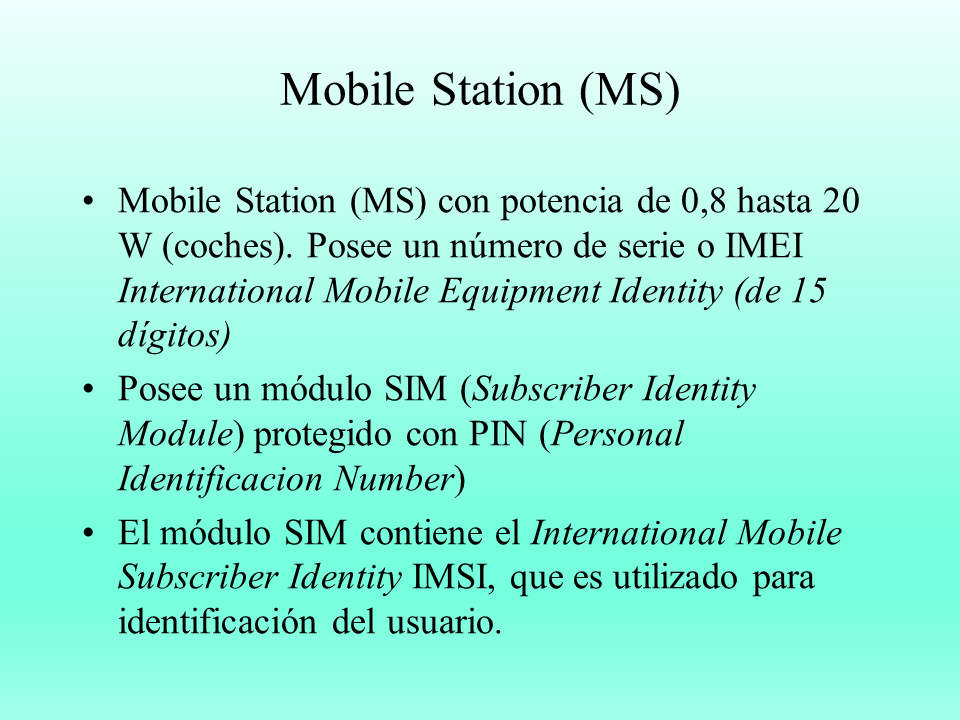 Mobile Station (MS)
• Mobile Station (MS) con potencia de 0,8 hasta 20
W (coches). Posee un número de serie o IMEI
International Mobile Equipment Identity (de 15
dígitos)
• Posee un módulo SIM (Subscriber Identity
Module) protegido con PIN (Personal
Identificacion Number)
• El módulo SIM contiene el International Mobile
Subscriber Identity IMSI, que es utilizado para
identificación del usuario.